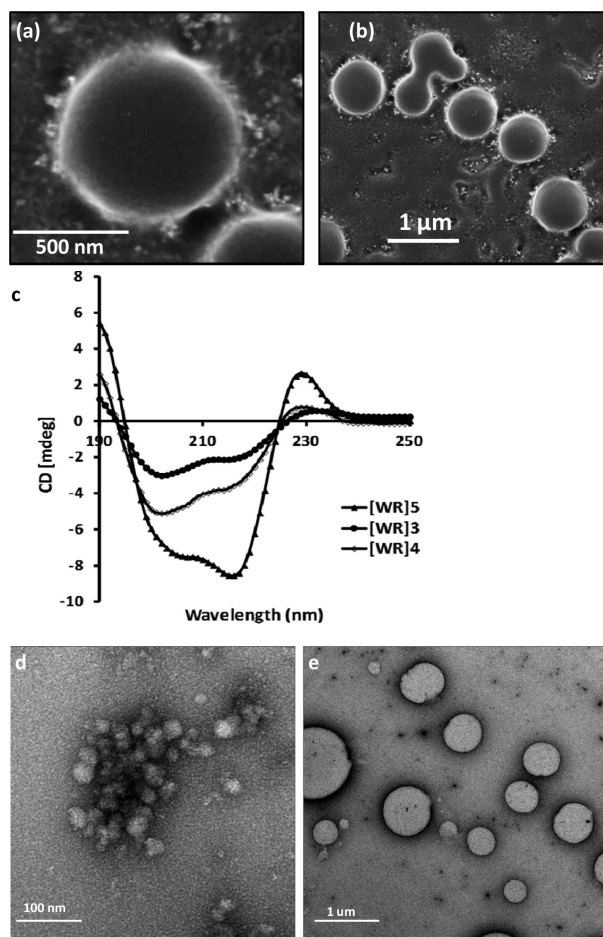 (a)
500 nm
(b)
1 μm
c
8
6
4
2
0
-2
-4
-6
-8
-10
190
210
230
250
CD [mdeg]
Wavelength (nm)
[WR]5
[WR]3
[WR]4
d
100 nm
e
1 um